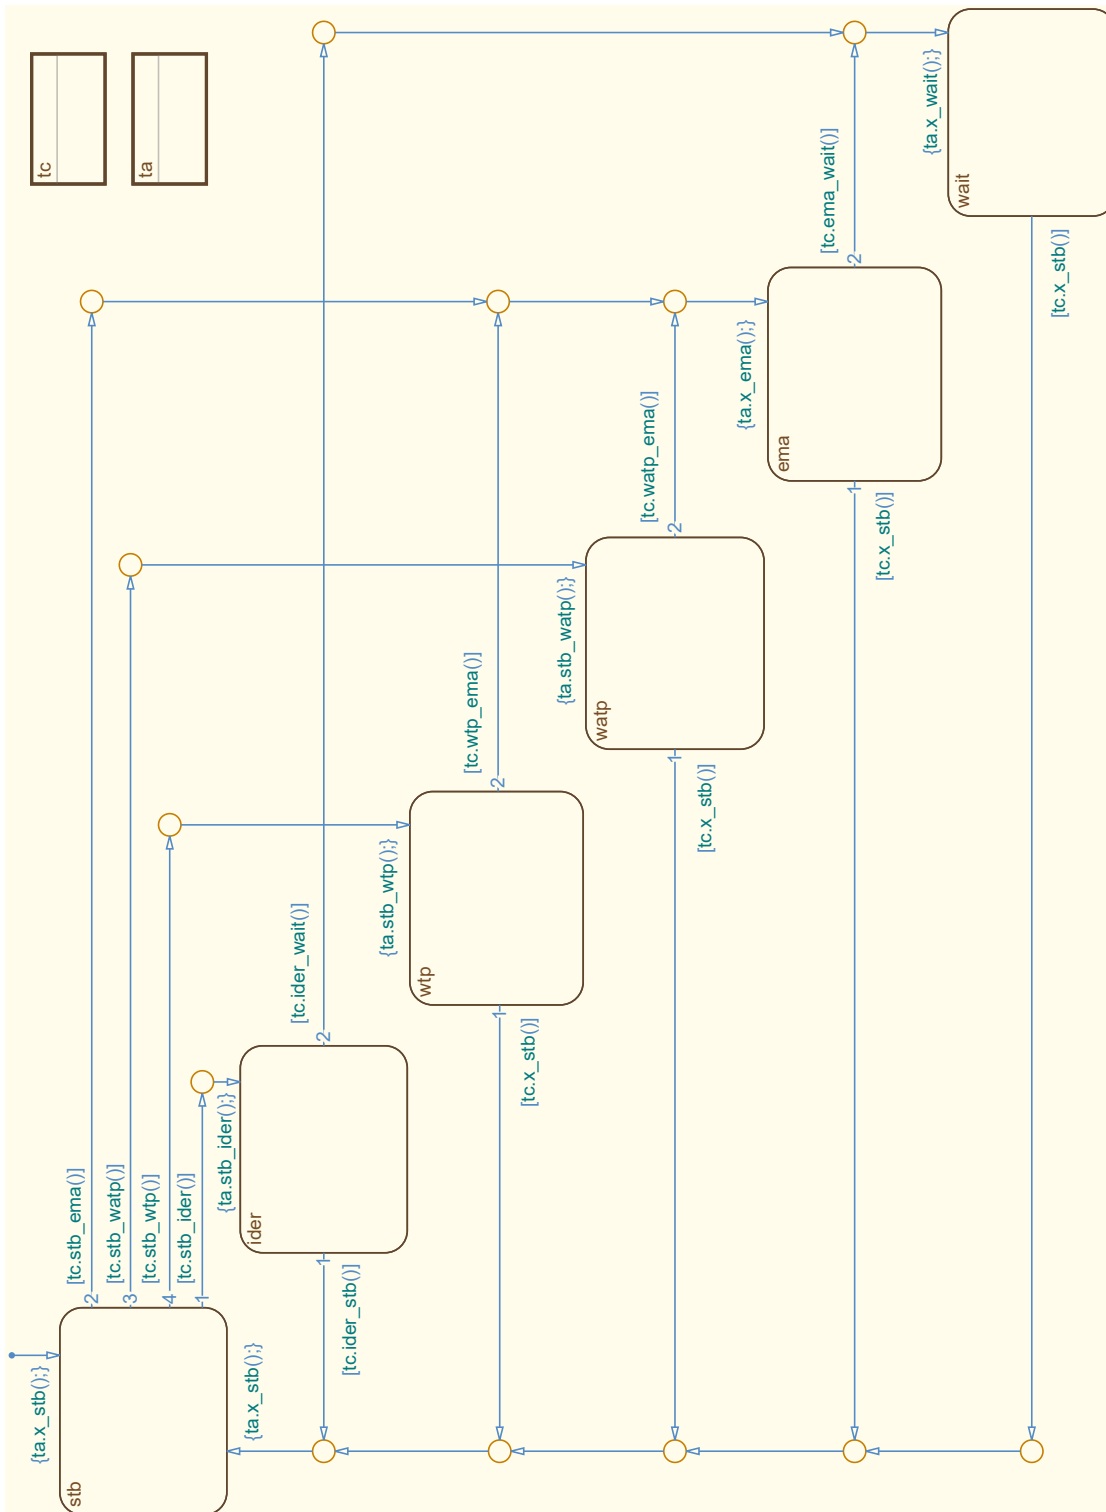 tc
ta
{ta.x_stb();}
stb
{ta.x_stb();}
2
[tc.stb_ema()]
3
[tc.stb_watp()]
4
[tc.stb_wtp()]
1
[tc.stb_ider()]
{ta.stb_ider();}
ider
1
[tc.ider_stb()]
2
[tc.ider_wait()]
{ta.stb_wtp();}
wtp
1
[tc.x_stb()]
2
[tc.wtp_ema()]
{ta.stb_watp();}
watp
1
[tc.x_stb()]
2
[tc.watp_ema()]
{ta.x_ema();}
ema
1
[tc.x_stb()]
2
[tc.ema_wait()]
{ta.x_wait();}
wait
[tc.x_stb()]